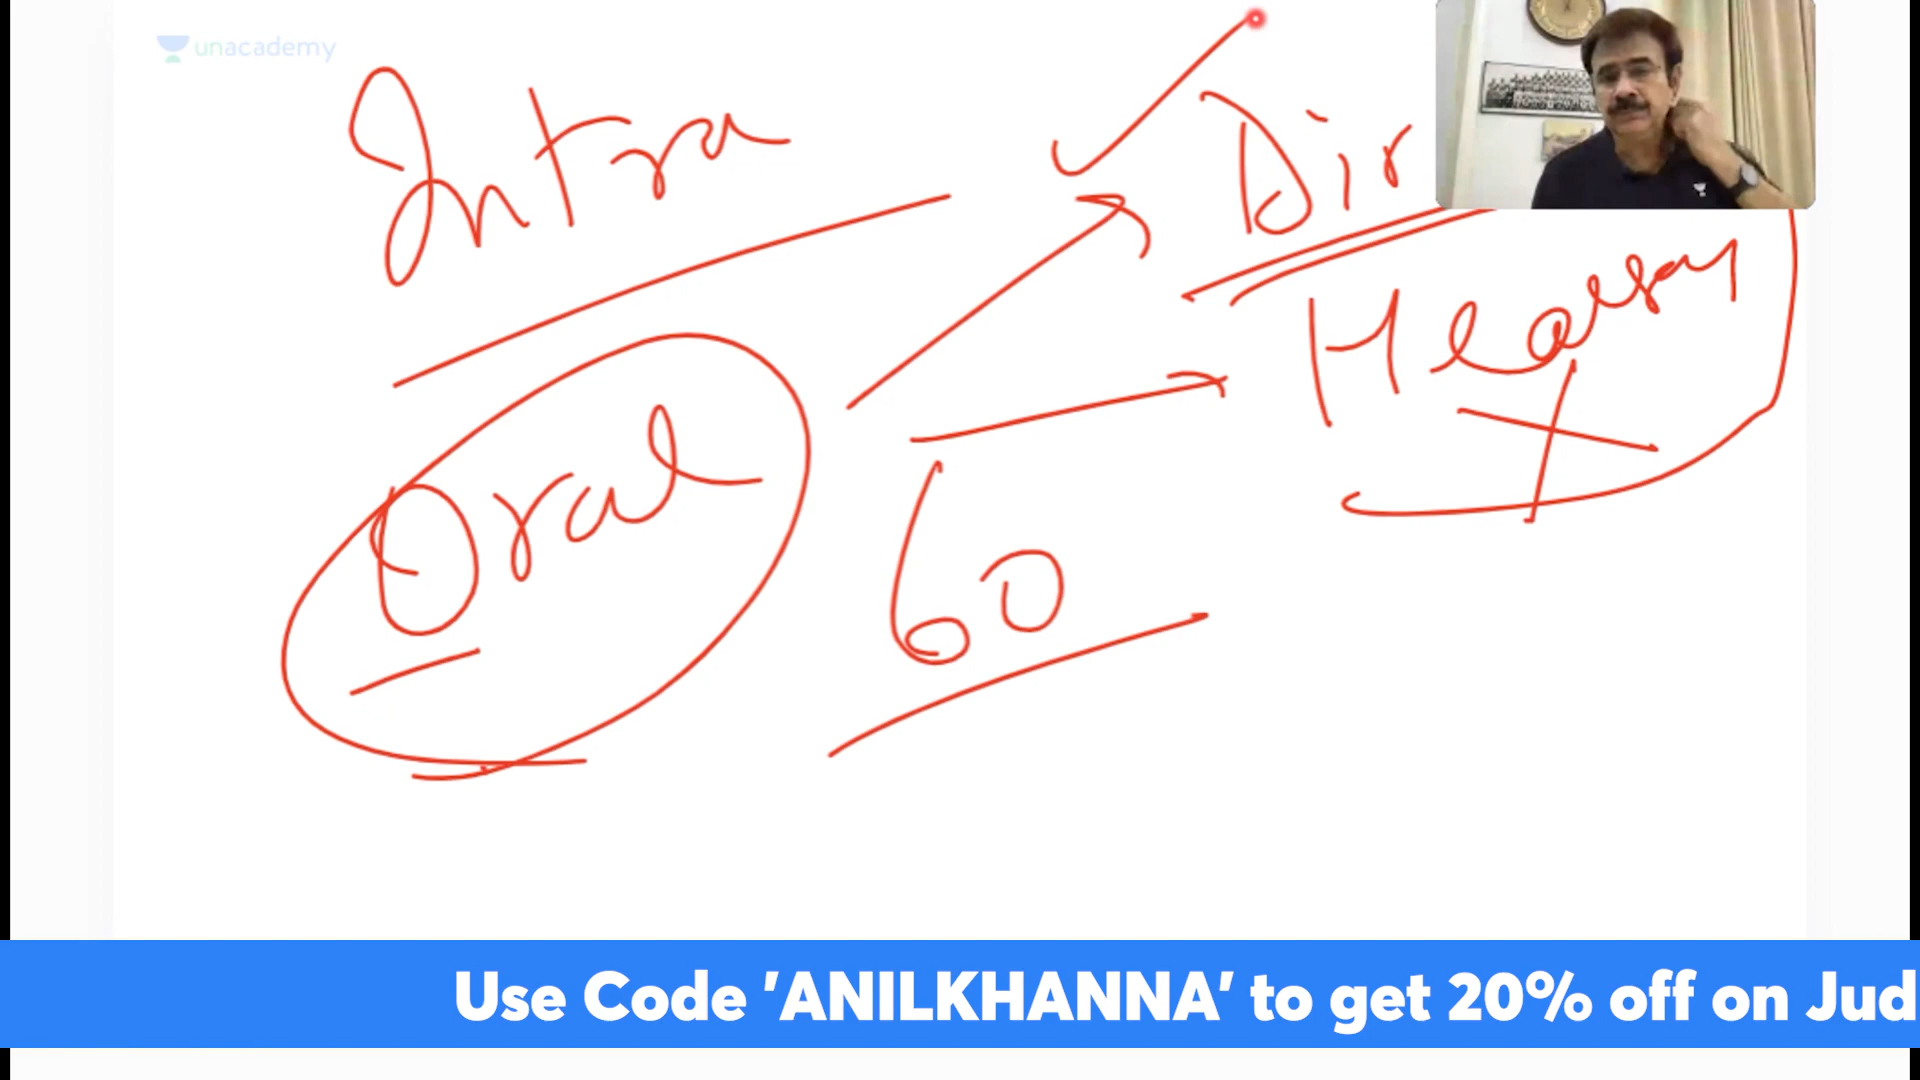 unacademy
Intra
Dir
Hearsay
Oral
60
Use Code 'ANILKHANNA' to get 20% off on Jud